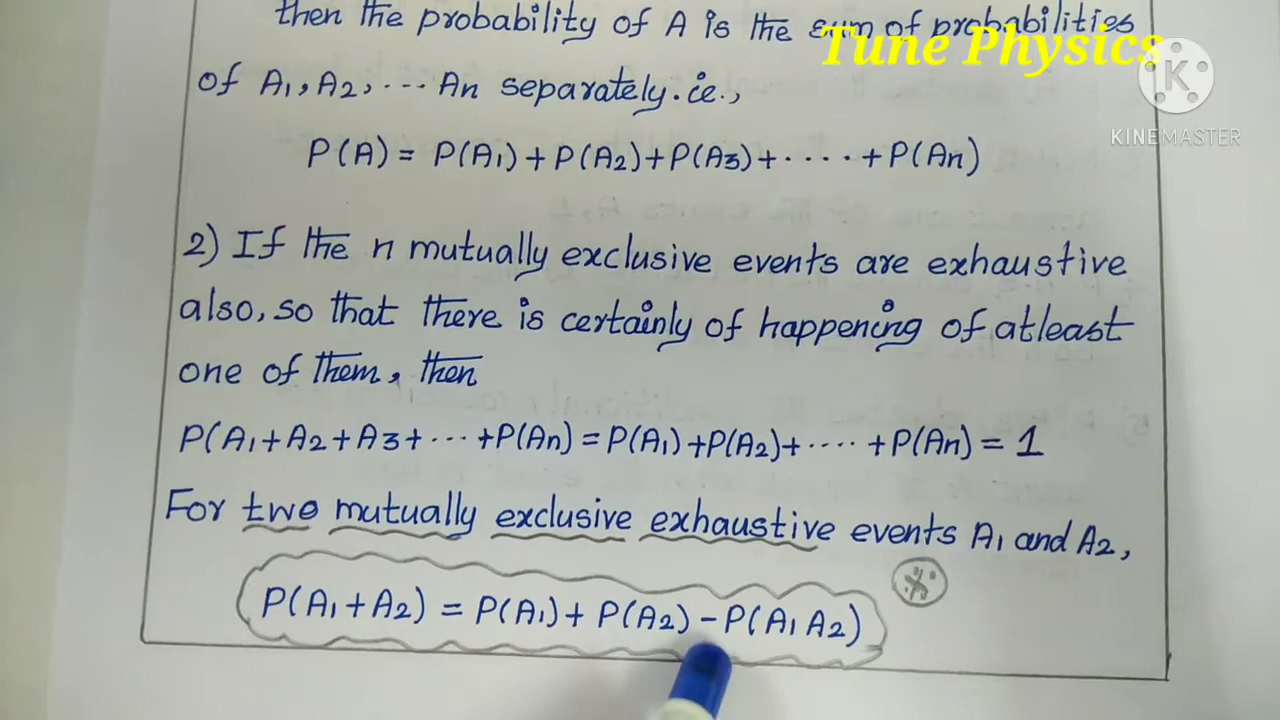 then the probability of A is the sum of probabilities
Tune Physics
KINEMASTER
of A1, A2, ... An separately. i.e.,
P(A) = P(A1) + P(A2) + P(A3) + ..... + P(An)
2) If the n mutually exclusive events are exhaustive
also, so that there is certainly of happening of atleast
one of them, then
P(A1 + A2 + A3 + ... + P(An) = P(A1) + P(A2) + .... + P(An) = 1
For two mutually exclusive exhaustive events A1 and A2,
P(A1 + A2) = P(A1) + P(A2) - P(A1 A2)